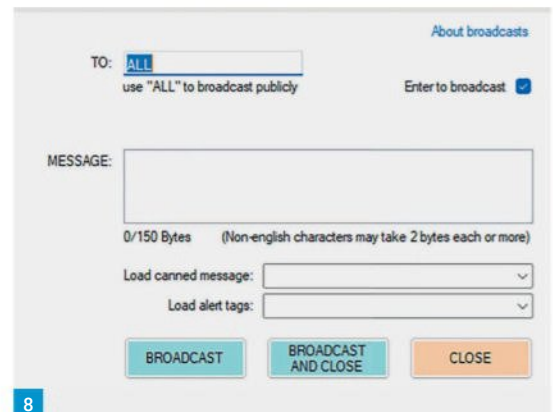 About broadcasts
TO: ALL
use "ALL" to broadcast publicly
Enter to broadcast
MESSAGE:
0/150 Bytes (Non-english characters may take 2 bytes each or more)
Load canned message:
Load alert tags:
BROADCAST
BROADCAST
AND CLOSE
CLOSE
8